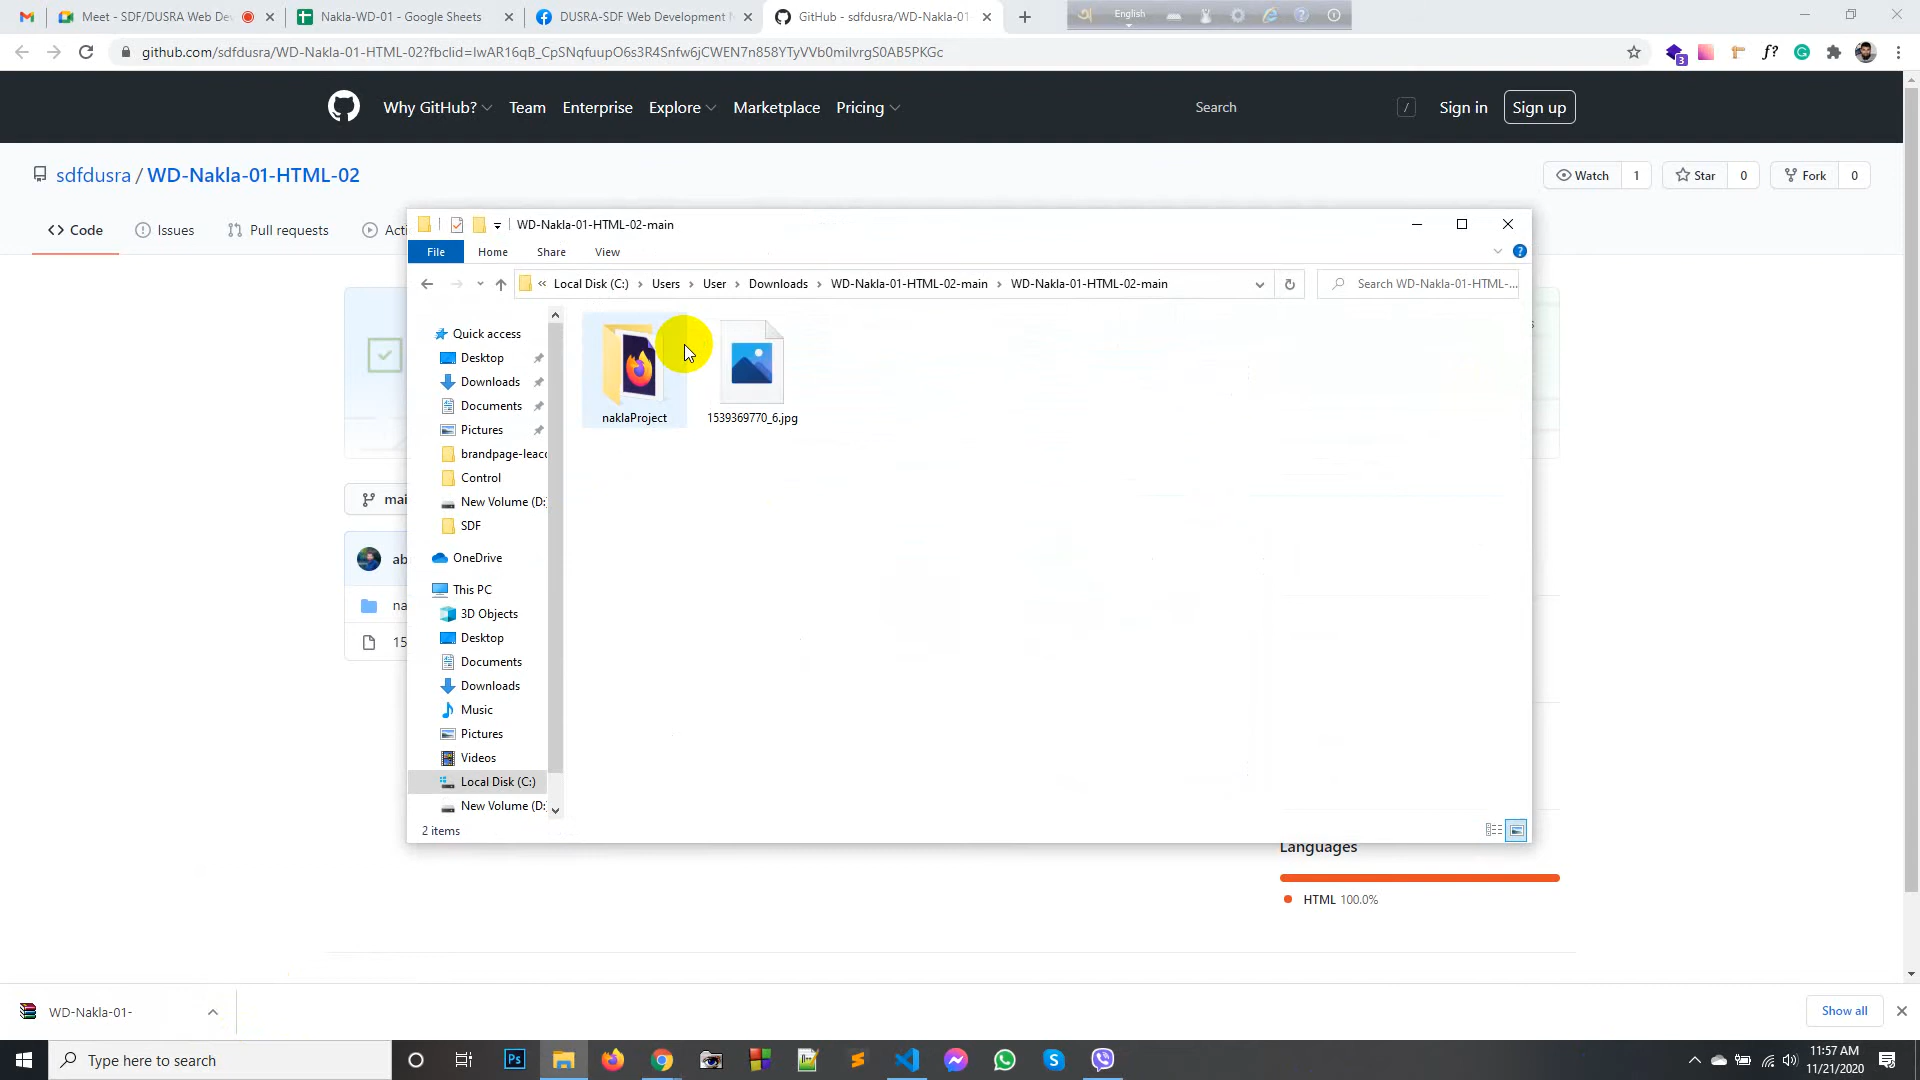 Meet - SDF/DUSRA Web De
Nakla-WD-01 - Google Sheets
DUSRA-SDF Web Development
GitHub - sdfdusra/WD-Nakla-01
English
github.com/sdfdusra/WD-Nakla-01-HTML-02?fbclid=IwAR16qB_CpSNqfuupO6s3R4Snfw6jCWEN7n858YTyVVb0milvrgS0AB5PKGc
3
f?
Why GitHub?
Team
Enterprise
Explore
Marketplace
Pricing
Search
/
Sign in
Sign up
sdfdusra / WD-Nakla-01-HTML-02
Watch 1
Star 0
Fork 0
Code
Issues
Pull requests
Acti
WD-Nakla-01-HTML-02-main
File
Home
Share
View
« Local Disk (C:) › Users › User › Downloads › WD-Nakla-01-HTML-02-main › WD-Nakla-01-HTML-02-main
Search WD-Nakla-01-HTML-...
Quick access
Desktop
Downloads
Documents
Pictures
brandpage-leac
Control
New Volume (D:
SDF
OneDrive
This PC
3D Objects
Desktop
Documents
Downloads
Music
Pictures
Videos
Local Disk (C:)
New Volume (D:
naklaProject
1539369770_6.jpg
2 items
mai
ab
na
15
Languages
HTML 100.0%
WD-Nakla-01-
Show all
Type here to search
Ps
11:57 AM
11/21/2020